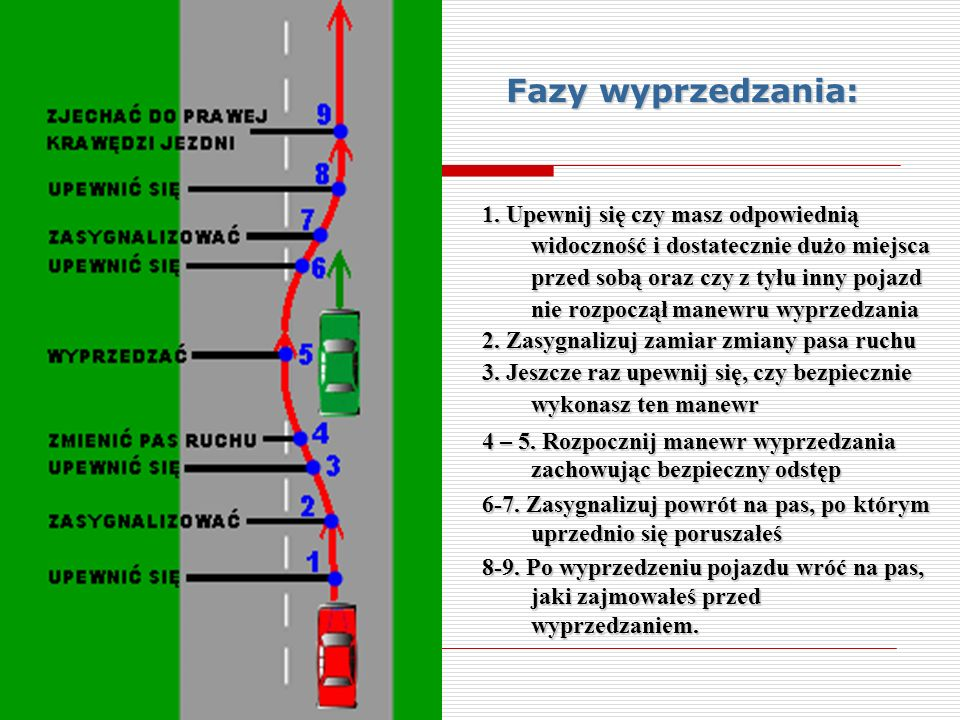 ZJECHAĆ DO PRAWEJ
KRAWĘDZI JEZDNI
9
UPEWNIĆ SIĘ
8
ZASYGNALIZOWAĆ
7
UPEWNIĆ SIĘ
6
WYPRZEDZAĆ
5
ZMIENIĆ PAS RUCHU
4
UPEWNIĆ SIĘ
3
ZASYGNALIZOWAĆ
2
UPEWNIĆ SIĘ
1
Fazy wyprzedzania:
1. Upewnij się czy masz odpowiednią
widoczność i dostatecznie dużo miejsca
przed sobą oraz czy z tyłu inny pojazd
nie rozpoczął manewru wyprzedzania
2. Zasygnalizuj zamiar zmiany pasa ruchu
3. Jeszcze raz upewnij się, czy bezpiecznie
wykonasz ten manewr
4 – 5. Rozpocznij manewr wyprzedzania
zachowując bezpieczny odstęp
6-7. Zasygnalizuj powrót na pas, po którym
uprzednio się poruszałeś
8-9. Po wyprzedzeniu pojazdu wróć na pas,
jaki zajmowałeś przed
wyprzedzaniem.